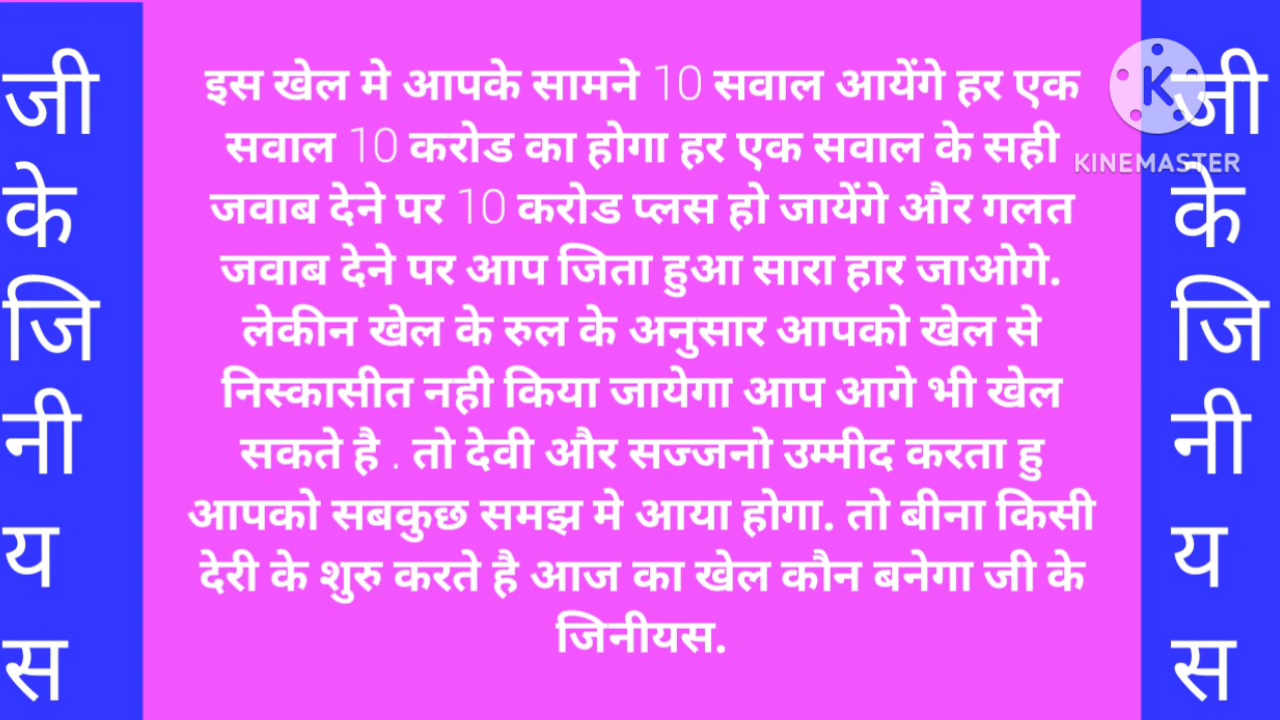 इस खेल मे आपके सामने 10 सवाल आयेंगे हर एक
सवाल 10 करोड का होगा हर एक सवाल के सही
जवाब देने पर 10 करोड प्लस हो जायेंगे और गलत
जवाब देने पर आप जिता हुआ सारा हार जाओगे.
लेकीन खेल के रुल के अनुसार आपको खेल से
निस्कासीत नही किया जायेगा आप आगे भी खेल
सकते है . तो देवी और सज्जनो उम्मीद करता हु
आपको सबकुछ समझ मे आया होगा. तो बीना किसी
देरी के शुरु करते है आज का खेल कौन बनेगा जी के
जिनीयस.
जी
के
जि
नी
य
स
जी
के
जि
नी
य
स
K
KINEMASTER